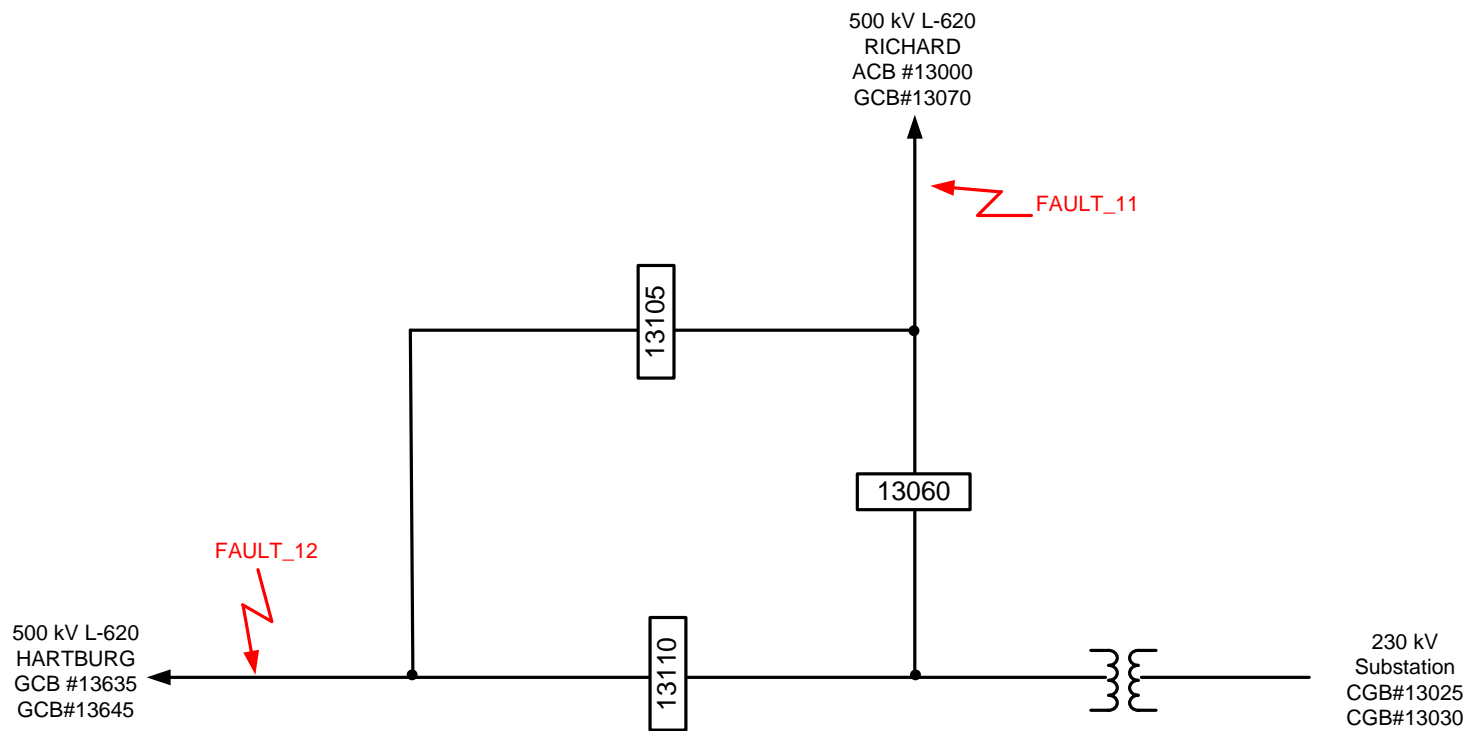 500 kV L-620
RICHARD
ACB #13000
GCB#13070
FAULT_11
13105
13060
FAULT_12
500 kV L-620
HARTBURG
GCB #13635
GCB#13645
13110
230 kV
Substation
CGB#13025
CGB#13030